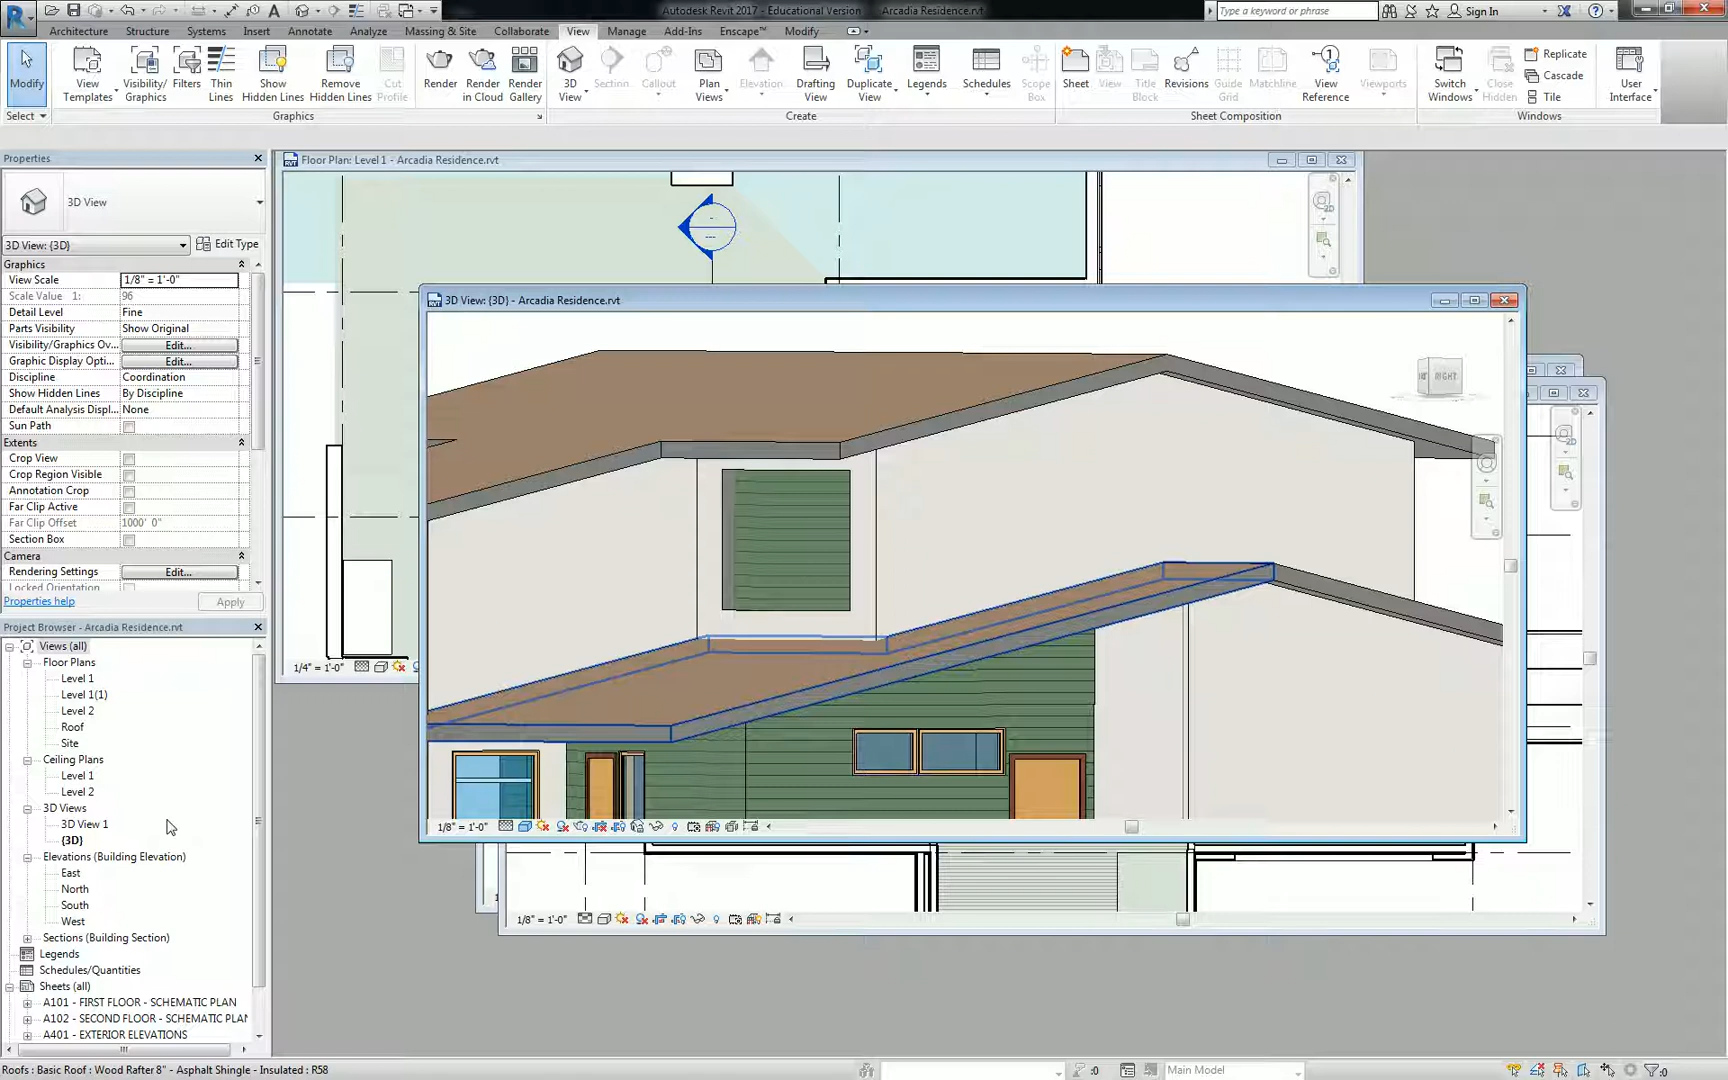 Autodesk Revit 2017 - Educational Version    Arcadia Residence.rvt
Type a keyword or phrase
Sign In
Architecture Structure Systems Insert Annotate Analyze Massing & Site Collaborate View Manage Add-Ins Enscape™ Modify
Modify
View Templates
Visibility/ Graphics
Filters
Thin Lines
Show Hidden Lines
Remove Hidden Lines
Cut Profile
Render
Render in Cloud
Render Gallery
3D View
Section
Callout
Plan Views
Elevation
Drafting View
Duplicate View
Legends
Schedules
Scope Box
Sheet
View
Title Block
Revisions
Guide Grid
Matchline
View Reference
Viewports
Switch Windows
Close Hidden
Replicate
Cascade
Tile
User Interface
Select
Graphics
Create
Sheet Composition
Windows
Properties
3D View
3D View: {3D}
Edit Type
Graphics
View Scale 1/8" = 1'-0"
Scale Value 1: 96
Detail Level Fine
Parts Visibility Show Original
Visibility/Graphics Ov... Edit...
Graphic Display Opti... Edit...
Discipline Coordination
Show Hidden Lines By Discipline
Default Analysis Displ... None
Sun Path
Extents
Crop View
Crop Region Visible
Annotation Crop
Far Clip Active
Far Clip Offset 1000' 0"
Section Box
Camera
Rendering Settings Edit...
Locked Orientation
Properties help
Apply
Project Browser - Arcadia Residence.rvt
Views (all)
Floor Plans
Level 1
Level 1(1)
Level 2
Roof
Site
Ceiling Plans
Level 1
Level 2
3D Views
3D View 1
{3D}
Elevations (Building Elevation)
East
North
South
West
Sections (Building Section)
Legends
Schedules/Quantities
Sheets (all)
A101 - FIRST FLOOR - SCHEMATIC PLAN
A102 - SECOND FLOOR - SCHEMATIC PLAN
A401 - EXTERIOR ELEVATIONS
Floor Plan: Level 1 - Arcadia Residence.rvt
1/4" = 1'-0"
3D View: {3D} - Arcadia Residence.rvt
RIGHT
1/8" = 1'-0"
1/8" = 1'-0"
Roofs : Basic Roof : Wood Rafter 8" - Asphalt Shingle - Insulated : R58
:0
Main Model
:0